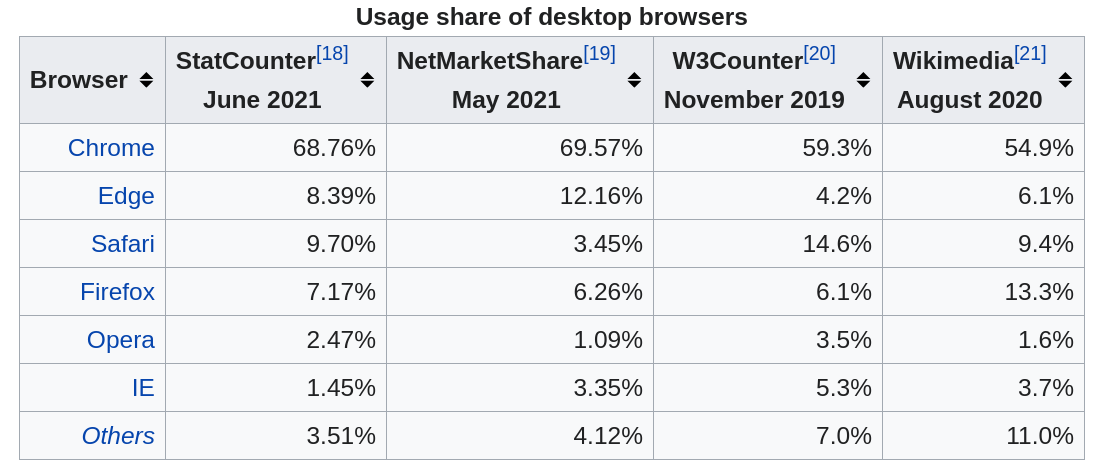 Usage share of desktop browsers
Browser StatCounter[18] June 2021 NetMarketShare[19] May 2021 W3Counter[20] November 2019 Wikimedia[21] August 2020
Chrome 68.76% 69.57% 59.3% 54.9%
Edge 8.39% 12.16% 4.2% 6.1%
Safari 9.70% 3.45% 14.6% 9.4%
Firefox 7.17% 6.26% 6.1% 13.3%
Opera 2.47% 1.09% 3.5% 1.6%
IE 1.45% 3.35% 5.3% 3.7%
Others 3.51% 4.12% 7.0% 11.0%